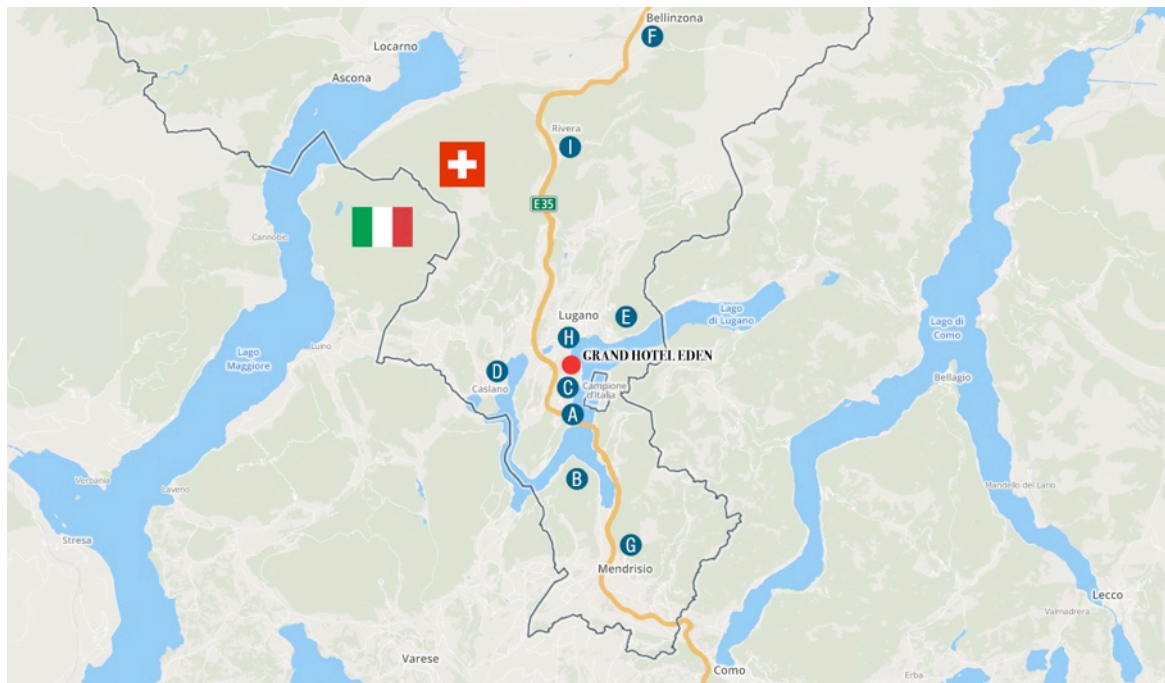 Bellinzona
F
Locarno
Ascona
Rivera
I
E35
Cannobio
Lugano
E
Lago
di Lugano
H
Lago di
Como
Luino
Lago
Maggiore
GRAND HOTEL EDEN
D
Caslano
C
Campione
d'Italia
Bellagio
A
Verbania
B
Laveno
Mandello del Lario
Stresa
G
Mendrisio
Lecco
Valmadrera
Varese
Como
Erba